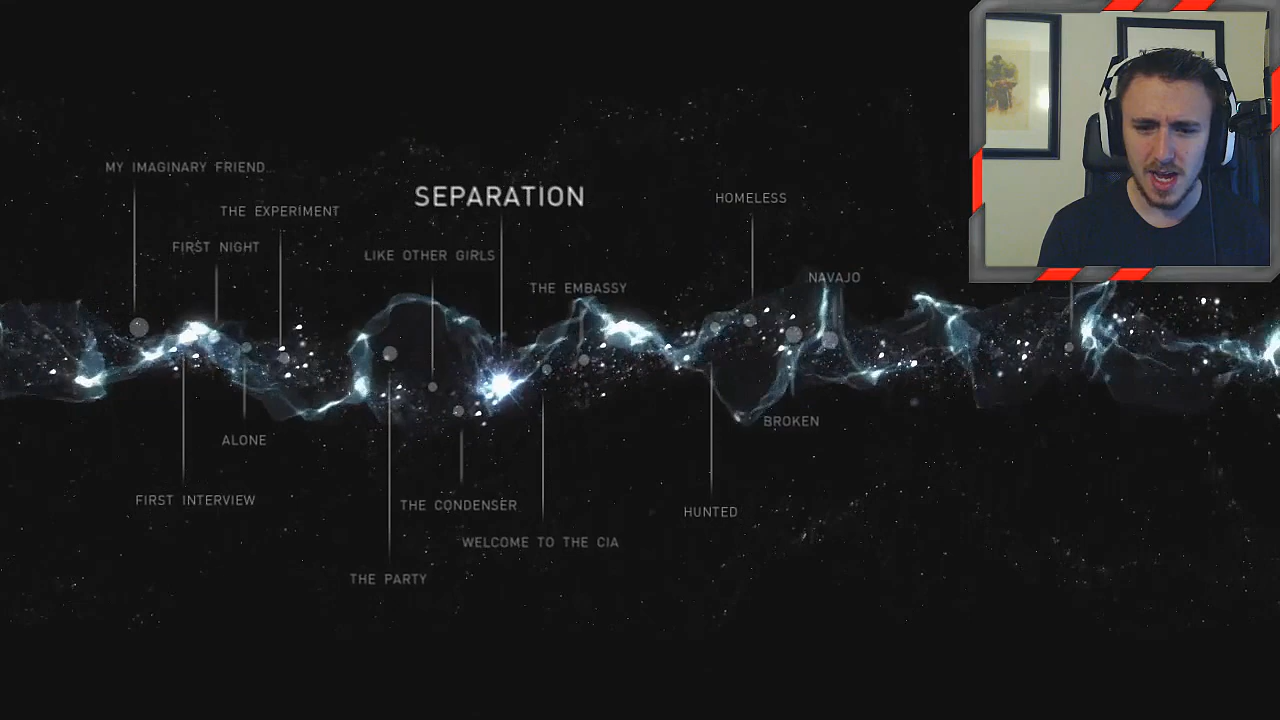 MY IMAGINARY FRIEND...
SEPARATION
HOMELESS
THE EXPERIMENT
FIRST NIGHT
LIKE OTHER GIRLS
NAVAJO
THE EMBASSY
BROKEN
ALONE
FIRST INTERVIEW
THE CONDENSER
HUNTED
WELCOME TO THE CIA
THE PARTY